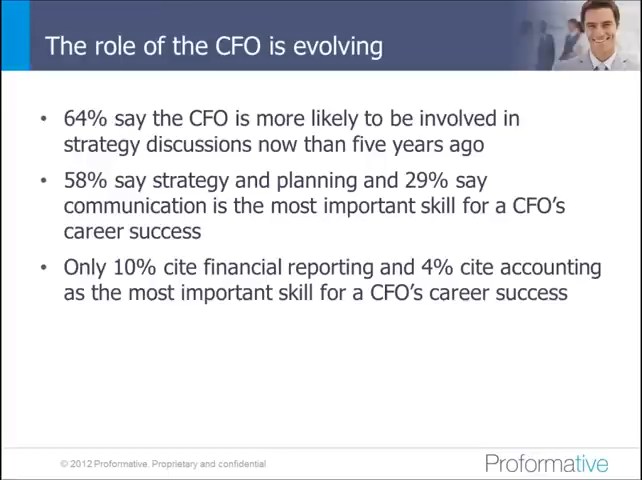 The role of the CFO is evolving
• 64% say the CFO is more likely to be involved in
strategy discussions now than five years ago
• 58% say strategy and planning and 29% say
communication is the most important skill for a CFO's
career success
• Only 10% cite financial reporting and 4% cite accounting
as the most important skill for a CFO's career success
© 2012 Proformative. Proprietary and confidential
Proformative